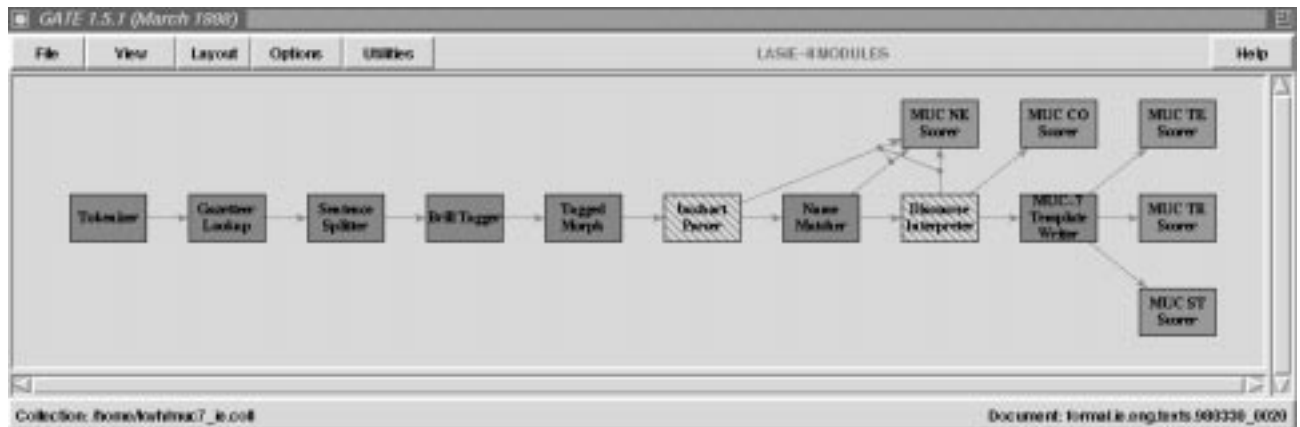 GATE 1.5.1 (March 1998)
File View Layout Options Utilities LASIE-II MODULES Help
MUC NE
Scorer
MUC CO
Scorer
MUC TE
Scorer
Tokenizer
Gazetteer
Lookup
Sentence
Splitter
Brill Tagger
Tagged
Morph
buchart
Parser
Name
Matcher
Discourse
Interpreter
MUC-7
Template
Writer
MUC TR
Scorer
MUC ST
Scorer
Collection: /home/kwh/muc7_ie.coll Document: formal.ie.eng.texts.980330_0020